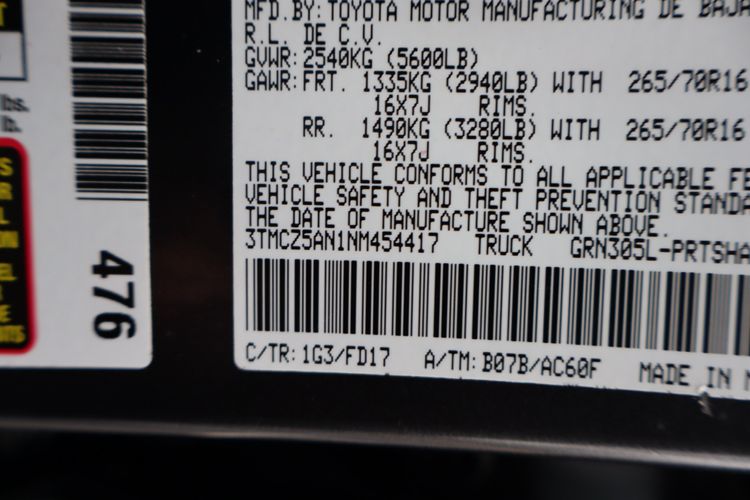 MFD.BY: TOYOTA MOTOR MANUFACTURING DE BAJA
R.L. DE C.V.
GVWR: 2540KG (5600LB)
GAWR: FRT. 1335KG (2940LB) WITH 265/70R16
16X7J RIMS.
RR. 1490KG (3280LB) WITH 265/70R16
16X7J RIMS.
THIS VEHICLE CONFORMS TO ALL APPLICABLE FE
VEHICLE SAFETY AND THEFT PREVENTION STANDA
THE DATE OF MANUFACTURE SHOWN ABOVE.
3TMCZ5AN1NM454417 TRUCK GRN305L-PRTSHA
C/TR: 1G3/FD17 A/TM: B07B/AC60F MADE IN M
lbs.
lb.
476